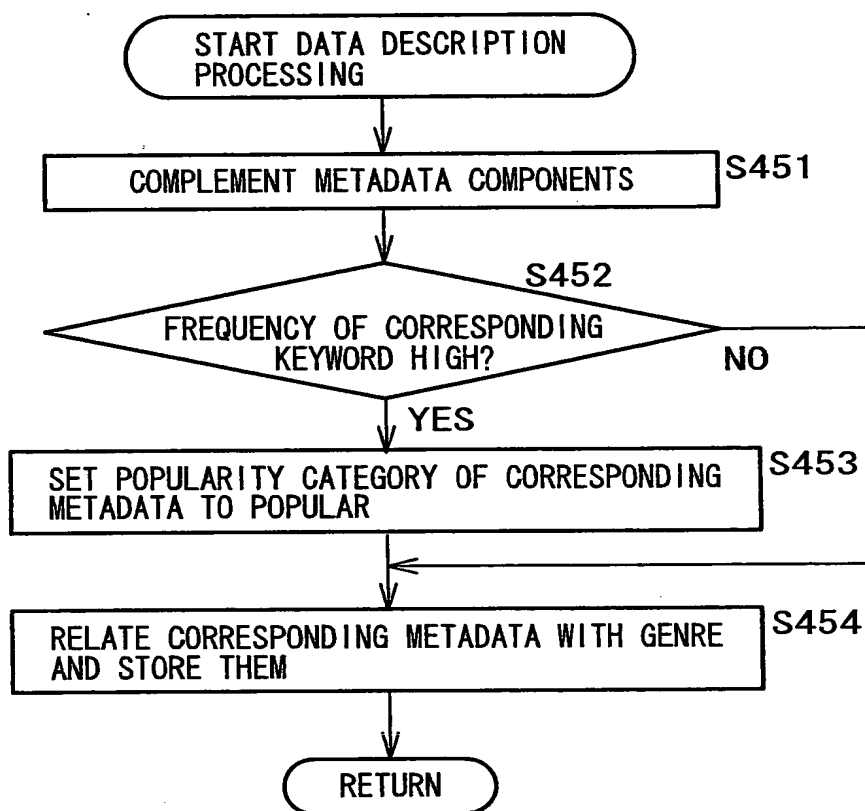 START DATA DESCRIPTION
PROCESSING
COMPLEMENT METADATA COMPONENTS
S451
S452
FREQUENCY OF CORRESPONDING
KEYWORD HIGH?
NO
YES
SET POPULARITY CATEGORY OF CORRESPONDING
METADATA TO POPULAR
S453
RELATE CORRESPONDING METADATA WITH GENRE
AND STORE THEM
S454
RETURN